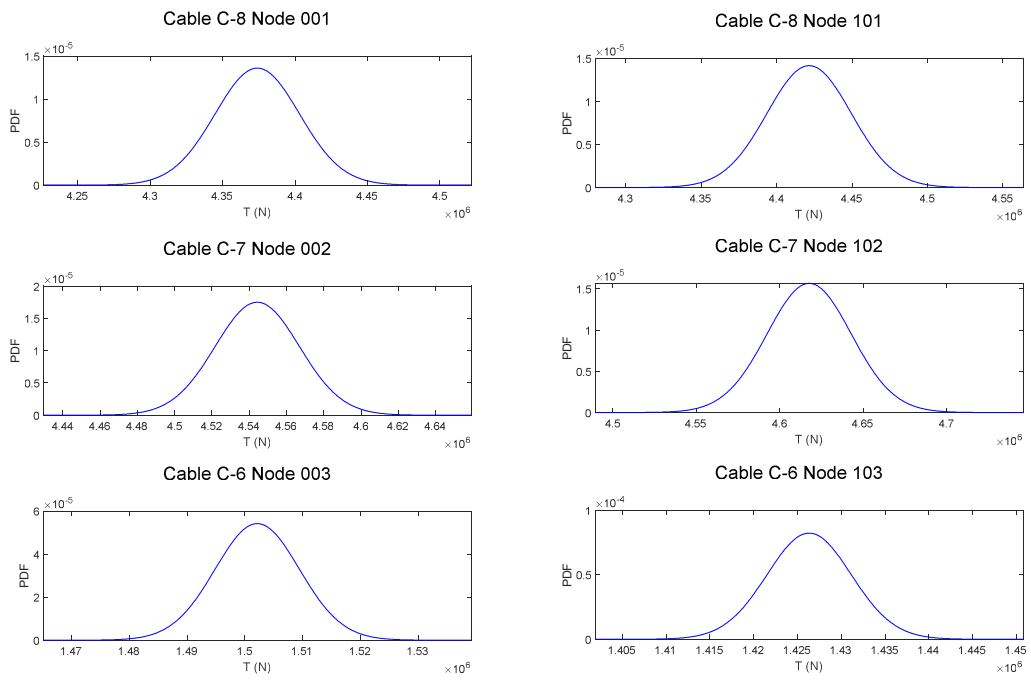 Cable C-8 Node 001
×10⁻⁵
1.5
1
0.5
0
PDF
4.25 4.3 4.35 4.4 4.45 4.5
T (N)
×10⁶
Cable C-8 Node 101
×10⁻⁵
1.5
1
0.5
0
PDF
4.3 4.35 4.4 4.45 4.5 4.55
T (N)
×10⁶
Cable C-7 Node 002
×10⁻⁵
2
1.5
1
0.5
0
PDF
4.44 4.46 4.48 4.5 4.52 4.54 4.56 4.58 4.6 4.62 4.64
T (N)
×10⁶
Cable C-7 Node 102
×10⁻⁵
1.5
1
0.5
0
PDF
4.5 4.55 4.6 4.65 4.7
T (N)
×10⁶
Cable C-6 Node 003
×10⁻⁵
6
4
2
0
PDF
1.47 1.48 1.49 1.5 1.51 1.52 1.53
T (N)
×10⁶
Cable C-6 Node 103
×10⁻⁴
1
0.5
0
PDF
1.405 1.41 1.415 1.42 1.425 1.43 1.435 1.44 1.445 1.45
T (N)
×10⁶